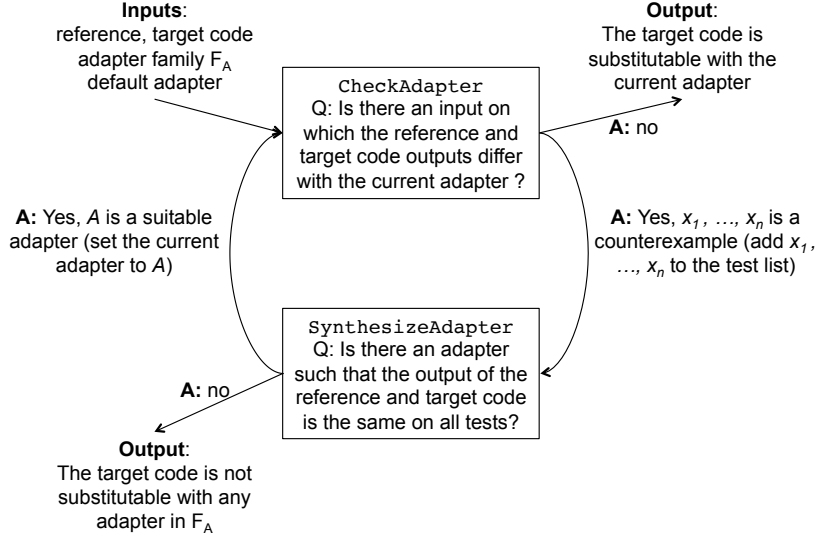 Inputs:
reference, target code
adapter family F_A
default adapter
Output:
The target code is
substitutable with the
current adapter
CheckAdapter
Q: Is there an input on
which the reference and
target code outputs differ
with the current adapter ?
A: no
A: Yes, A is a suitable
adapter (set the current
adapter to A)
A: Yes, x₁, …, xₙ is a
counterexample (add x₁,
…, xₙ to the test list)
SynthesizeAdapter
Q: Is there an adapter
such that the output of the
reference and target code
is the same on all tests?
A: no
Output:
The target code is not
substitutable with any
adapter in F_A